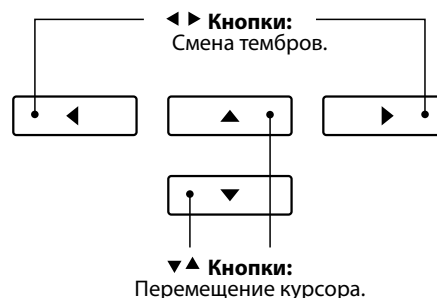 ◀ ▶ Кнопки:
Смена тембров.
▼▲ Кнопки:
Перемещение курсора.